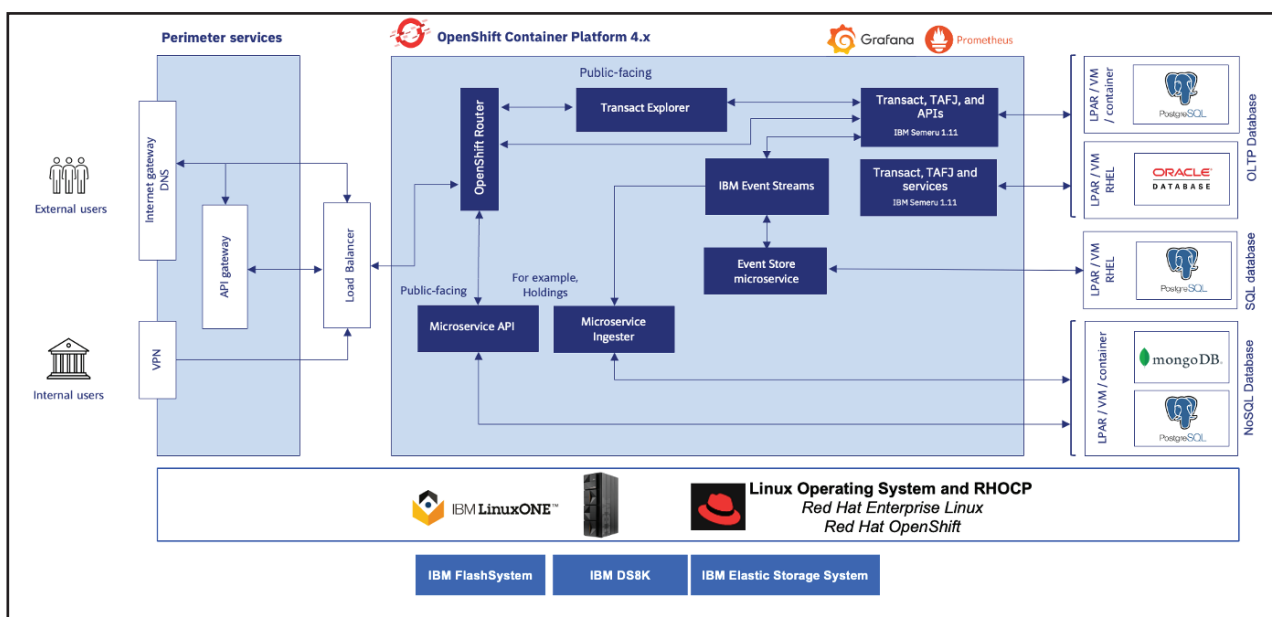 Perimeter services
OpenShift Container Platform 4.x
Grafana
Prometheus
External users
Internal users
Internet gateway
DNS
API gateway
VPN
Load Balancer
OpenShift Router
Public-facing
Transact Explorer
Transact, TAFJ, and
APIs
IBM Semeru 1.11
IBM Event Streams
Transact, TAFJ and
services
IBM Semeru 1.11
Event Store
microservice
Public-facing
Microservice API
For example,
Holdings
Microservice
Ingester
LPAR / VM
/ container
PostgreSQL
LPAR / VM
RHEL
ORACLE
DATABASE
OLTP Database
LPAR / VM
RHEL
PostgreSQL
SQL database
LPAR / VM / container
mongoDB.
PostgreSQL
NoSQL Database
IBM LinuxONE™
Linux Operating System and RHOCP
Red Hat Enterprise Linux
Red Hat OpenShift
IBM FlashSystem
IBM DS8K
IBM Elastic Storage System